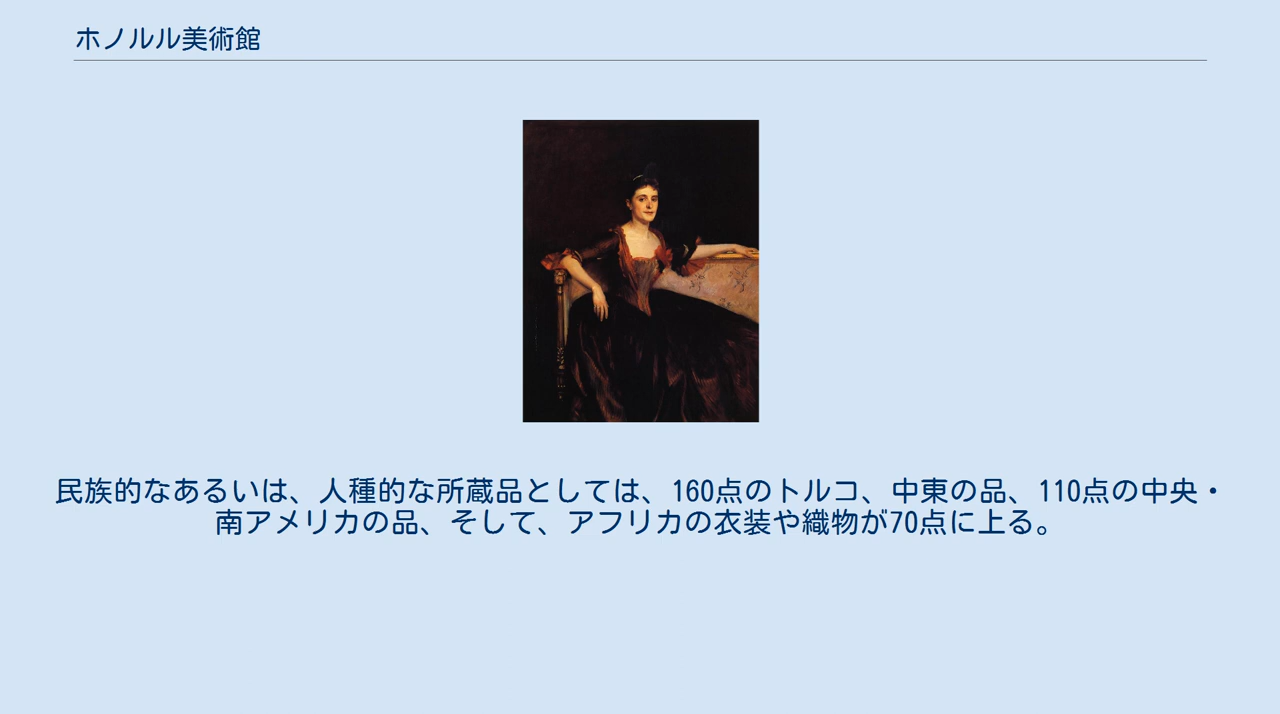 ホノルル美術館
民族的なあるいは、人種的な所蔵品としては、160点のトルコ、中東の品、110点の中央・
南アメリカの品、そして、アフリカの衣装や織物が70点に上る。